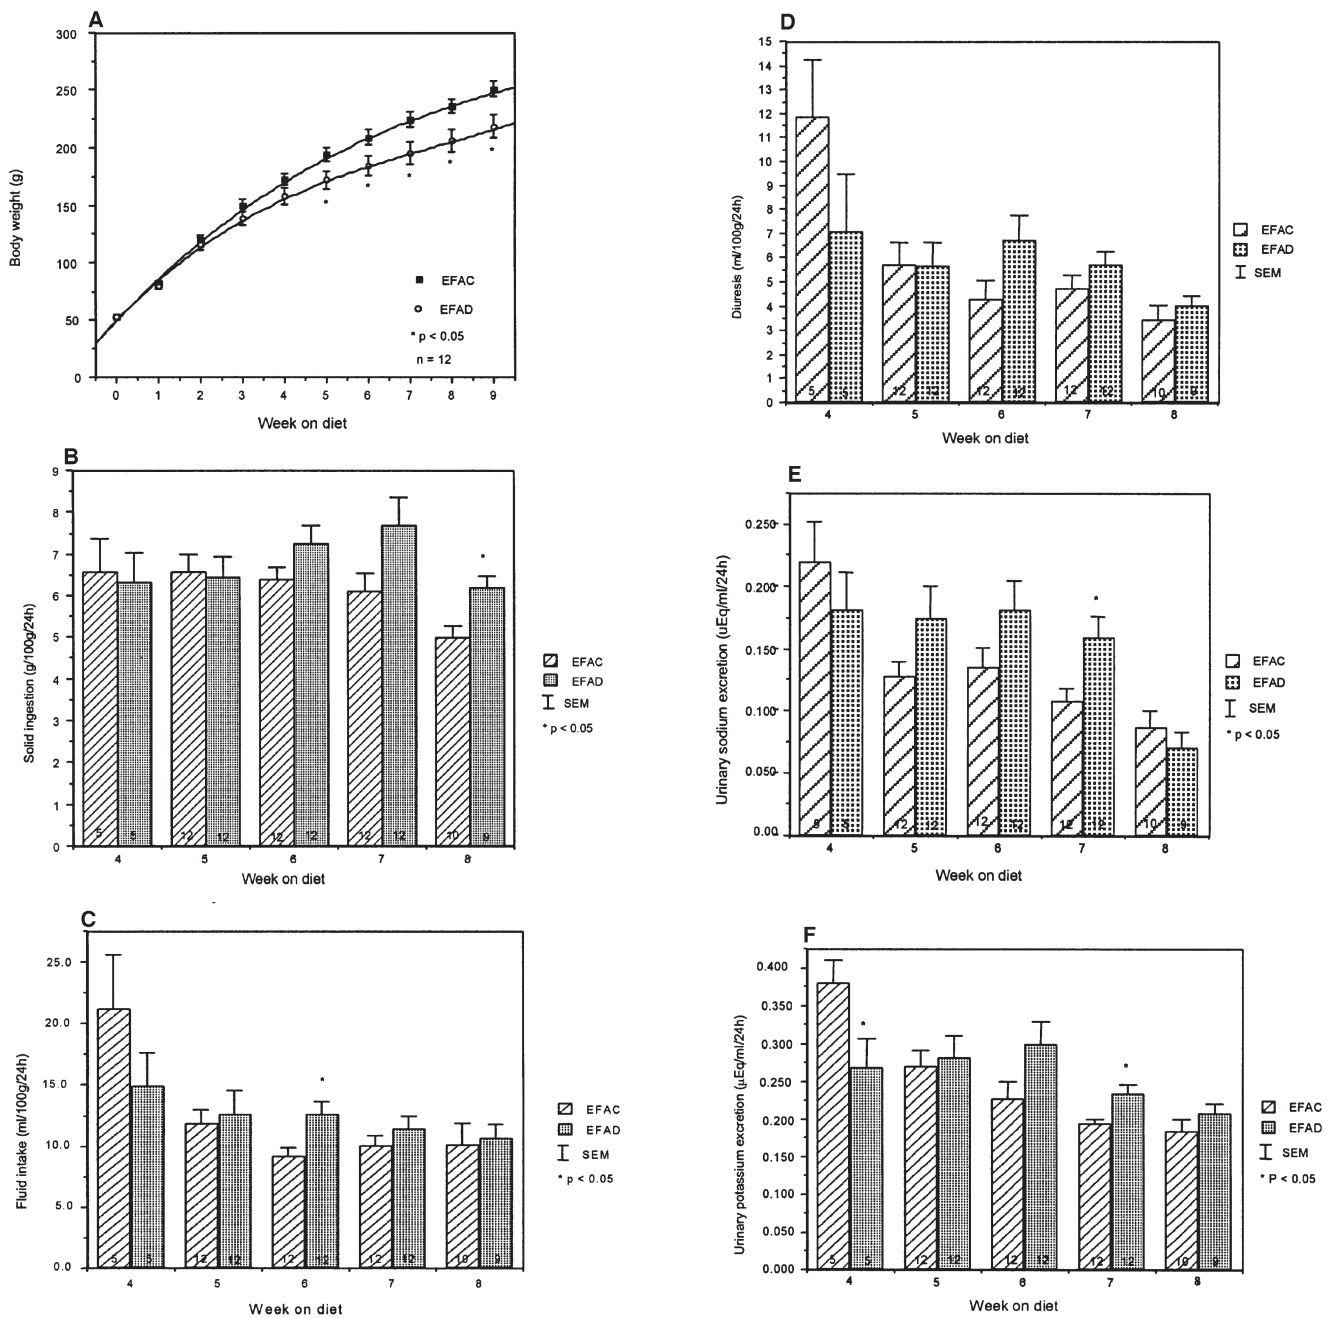 A
300
250
200
150
100
50
0
Body weight (g)
EFAC
EFAD
* p < 0.05
n = 12
0 1 2 3 4 5 6 7 8 9
Week on diet
* * * * *
B
9
8
7
6
5
4
3
2
1
0
Solid ingestion (g/100g/24h)
*
5 5 12 12 12 12 12 12 10 9
4 5 6 7 8
Week on diet
EFAC
EFAD
SEM
* p < 0.05
C
25.0
20.0
15.0
10.0
5.0
0.0
Fluid intake (ml/100g/24h)
*
5 5 12 12 12 12 12 12 10 9
4 5 6 7 8
Week on diet
EFAC
EFAD
SEM
* p < 0.05
D
15
14
13
12
11
10
9
8
7
6
5
4
3
2
1
0
Diuresis (ml/100g/24h)
5 5 12 12 12 12 12 12 10 9
4 5 6 7 8
Week on diet
EFAC
EFAD
SEM
E
0.250
0.200
0.150
0.100
0.050
0.00
Urinary sodium excretion (uEq/ml/24h)
*
5 5 12 12 12 12 12 12 10 9
4 5 6 7 8
Week on diet
EFAC
EFAD
SEM
* p < 0.05
F
0.400
0.350
0.300
0.250
0.200
0.150
0.100
0.050
0.000
Urinary potassium excretion (µEq/ml/24h)
* *
5 5 12 12 12 12 12 12 10 9
4 5 6 7 8
Week on diet
EFAC
EFAD
SEM
* P < 0.05